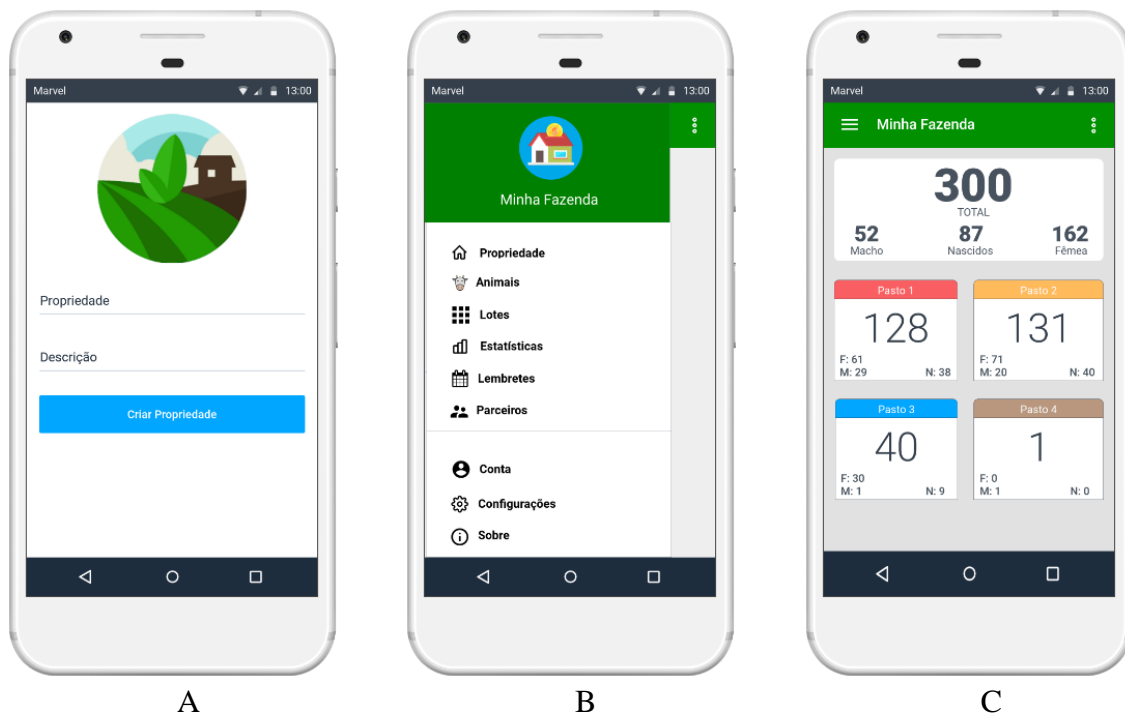 Marvel 13:00
Propriedade
Descrição
Criar Propriedade
A
Marvel 13:00
Minha Fazenda
Propriedade
Animais
Lotes
Estatísticas
Lembretes
Parceiros
Conta
Configurações
Sobre
B
Marvel 13:00
Minha Fazenda
300
TOTAL
52 87 162
Macho Nascidos Fêmea
Pasto 1 Pasto 2
128 131
F: 61 F: 71
M: 29 N: 38 M: 20 N: 40
Pasto 3 Pasto 4
40 1
F: 30 F: 0
M: 1 N: 9 M: 1 N: 0
C